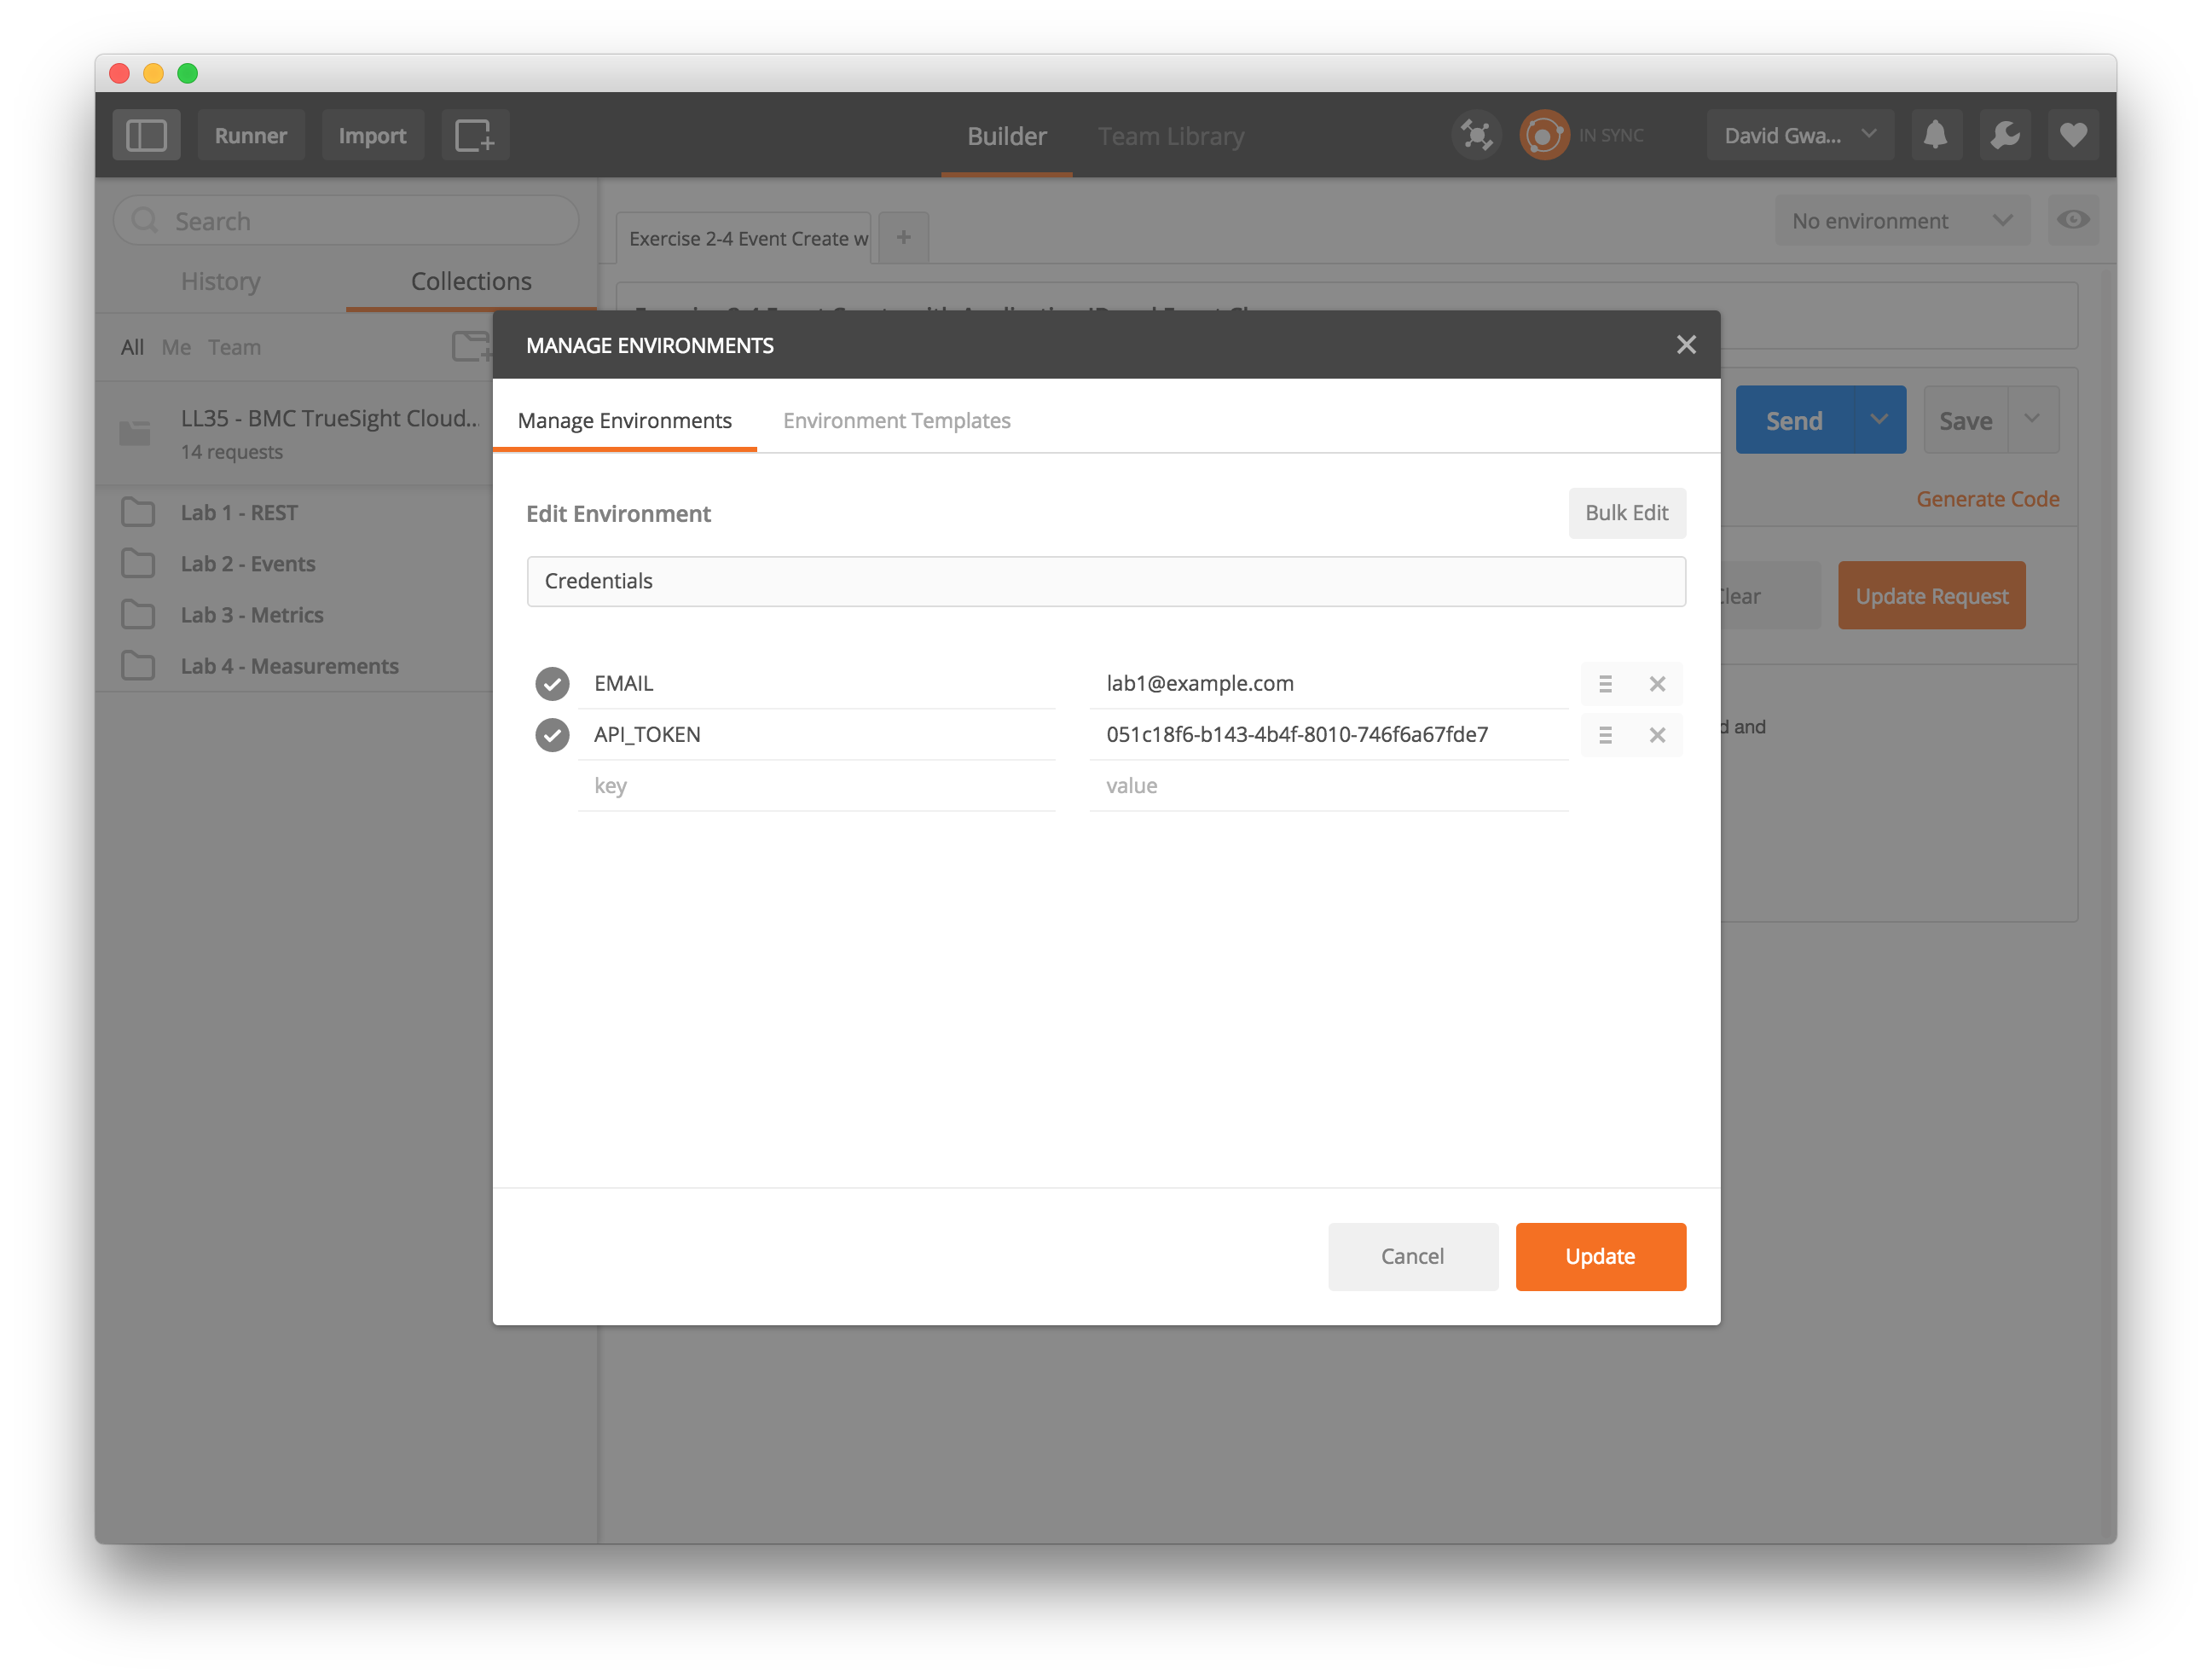 Runner
Import
Builder
Team Library
IN SYNC
David Gwa...
Search
Exercise 2-4 Event Create w
No environment
History
Collections
All Me Team
MANAGE ENVIRONMENTS
Manage Environments
Environment Templates
LL35 - BMC TrueSight Cloud...
14 requests
Send
Save
Lab 1 - REST
Edit Environment
Bulk Edit
Generate Code
Lab 2 - Events
Credentials
Update Request
Lab 3 - Metrics
Lab 4 - Measurements
EMAIL
lab1@example.com
API_TOKEN
051c18f6-b143-4b4f-8010-746f6a67fde7
d and
key
value
Cancel
Update